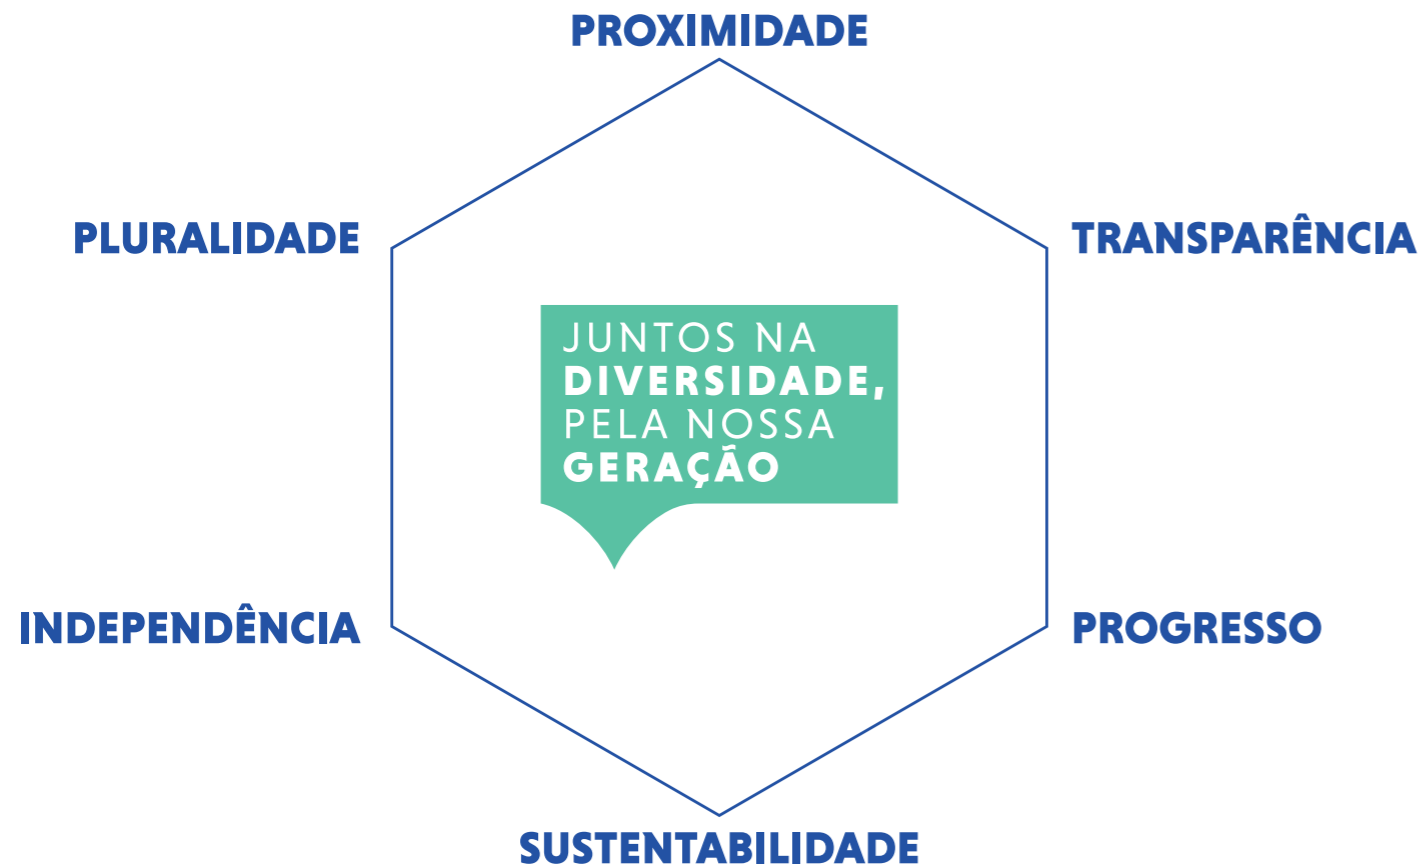 PROXIMIDADE
PLURALIDADE
TRANSPARÊNCIA
JUNTOS NA
DIVERSIDADE,
PELA NOSSA
GERAÇÃO
INDEPENDÊNCIA
PROGRESSO
SUSTENTABILIDADE